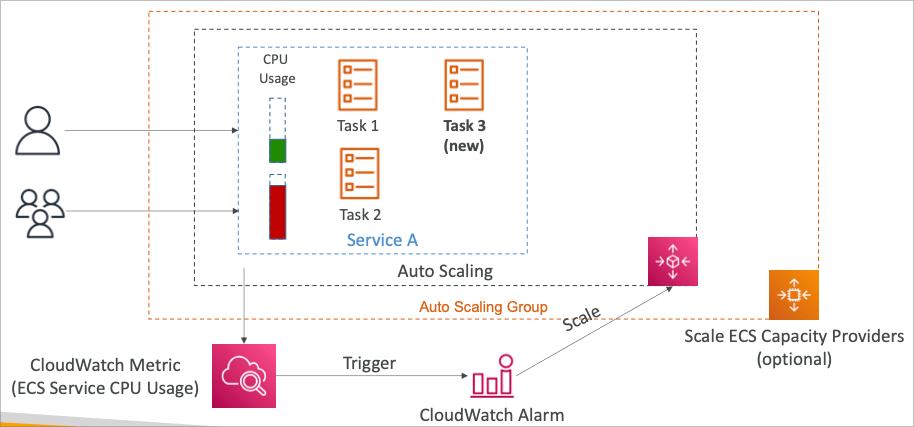 CPU
Usage
Task 1
Task 3
(new)
Task 2
Service A
Auto Scaling
Auto Scaling Group
Scale
Scale ECS Capacity Providers
(optional)
CloudWatch Metric
(ECS Service CPU Usage)
Trigger
CloudWatch Alarm